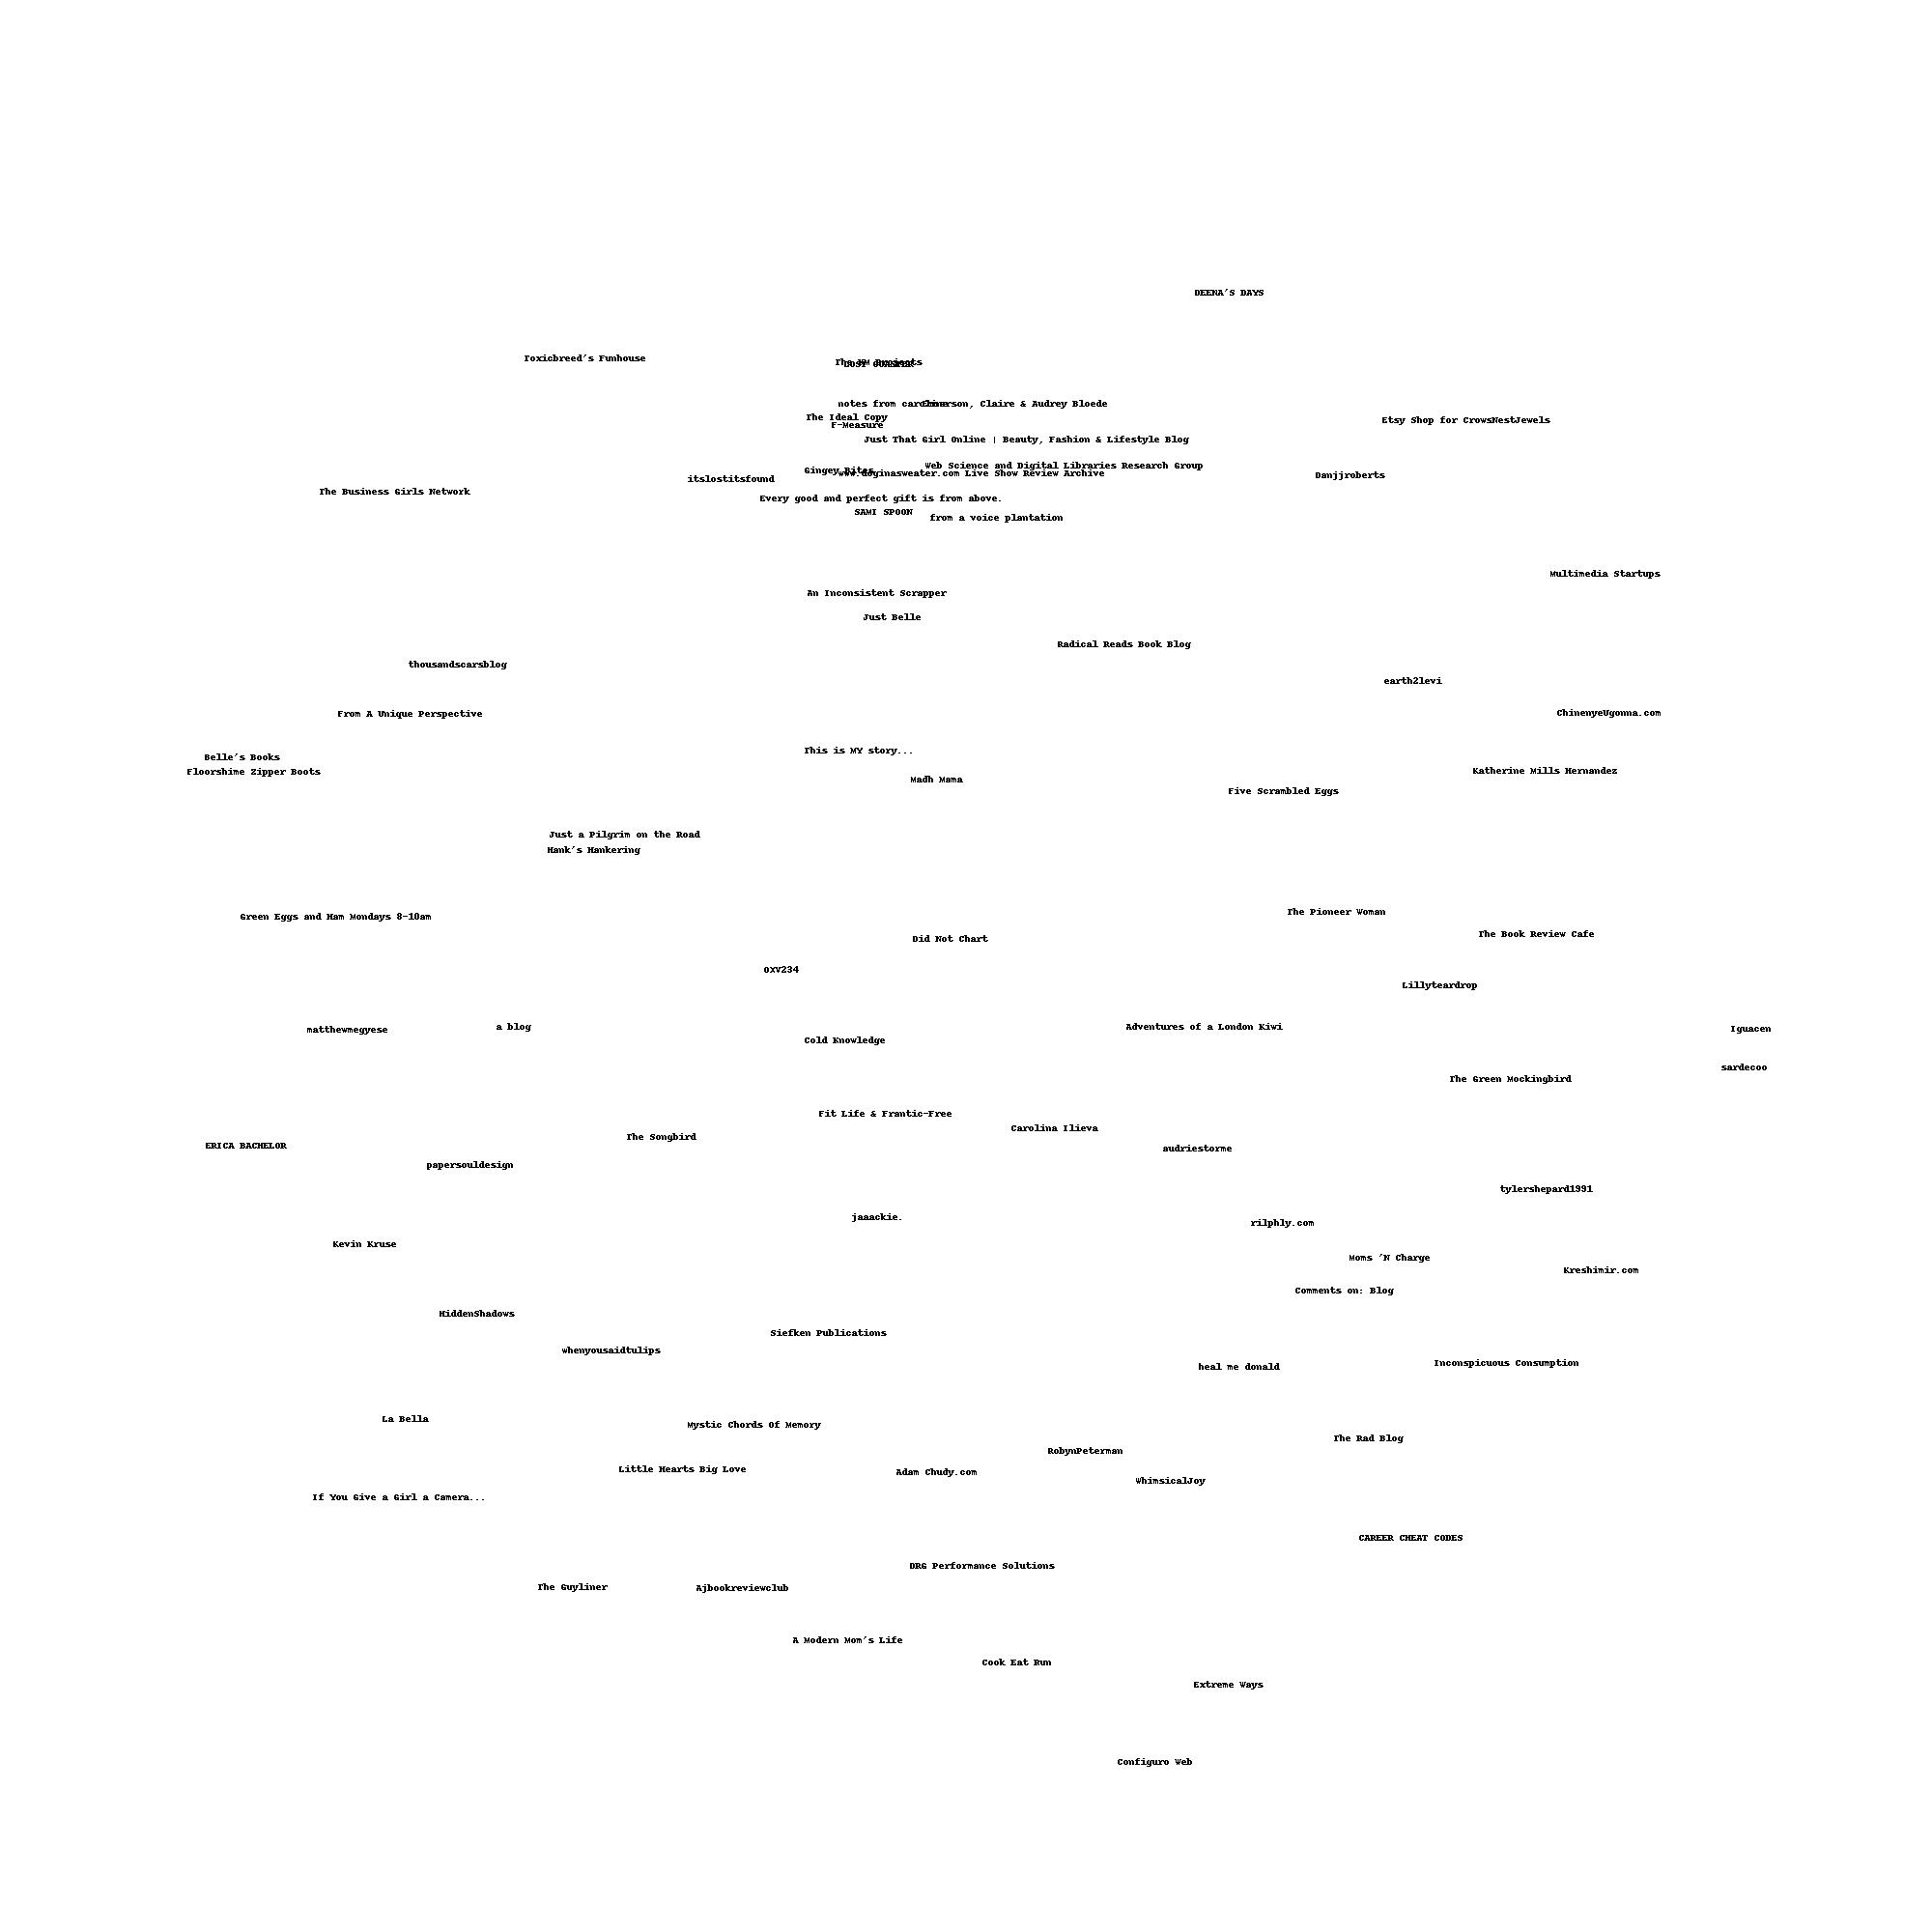 DEENA'S DAYS
Toxicbreed's Funhouse
The Projects
LOST
notes from
Emerson, Claire & Audrey Bloede
The Ideal Copy
Etsy Shop for CrowsNestJewels
F-Measure
Just That Girl Online | Beauty, Fashion & Lifestyle Blog
Web Science and Digital Libraries Research Group
Gingey Bites
www.doginasweater.com Live Show Review Archive
Danjjroberts
itslostitsfound
The Business Girls Network
Every good and perfect gift is from above.
SAMI SPOON
from a voice plantation
Multimedia Startups
An Inconsistent Scrapper
Just Belle
Radical Reads Book Blog
thousandscarsblog
earth2levi
ChinenyeUgonna.com
From A Unique Perspective
This is MY story...
Belle's Books
Katherine Mills Hernandez
Floorshime Zipper Boots
Madh Mama
Five Scrambled Eggs
Just a Pilgrim on the Road
Hank's Hankering
The Pioneer Woman
Green Eggs and Ham Mondays 8-10am
The Book Review Cafe
Did Not Chart
oxv234
Lillyteardrop
a blog
Adventures of a London Kiwi
matthewmegyese
Iguacen
Cold Knowledge
sardecoo
The Green Mockingbird
Fit Life & Frantic-Free
Carolina Ilieva
The Songbird
ERICA BACHELOR
audriestorme
papersouldesign
tylershepard1991
jaaackie.
rilphly.com
Kevin Kruse
Moms 'N Charge
Kreshimir.com
Comments on: Blog
HiddenShadows
Siefken Publications
whenyousaidtulips
Inconspicuous Consumption
heal me donald
La Bella
Mystic Chords Of Memory
The Rad Blog
RobynPeterman
Little Hearts Big Love
Adam Chudy.com
WhimsicalJoy
If You Give a Girl a Camera...
CAREER CHEAT CODES
DRG Performance Solutions
The Guyliner
Ajbookreviewclub
A Modern Mom's Life
Cook Eat Run
Extreme Ways
Configuro Web